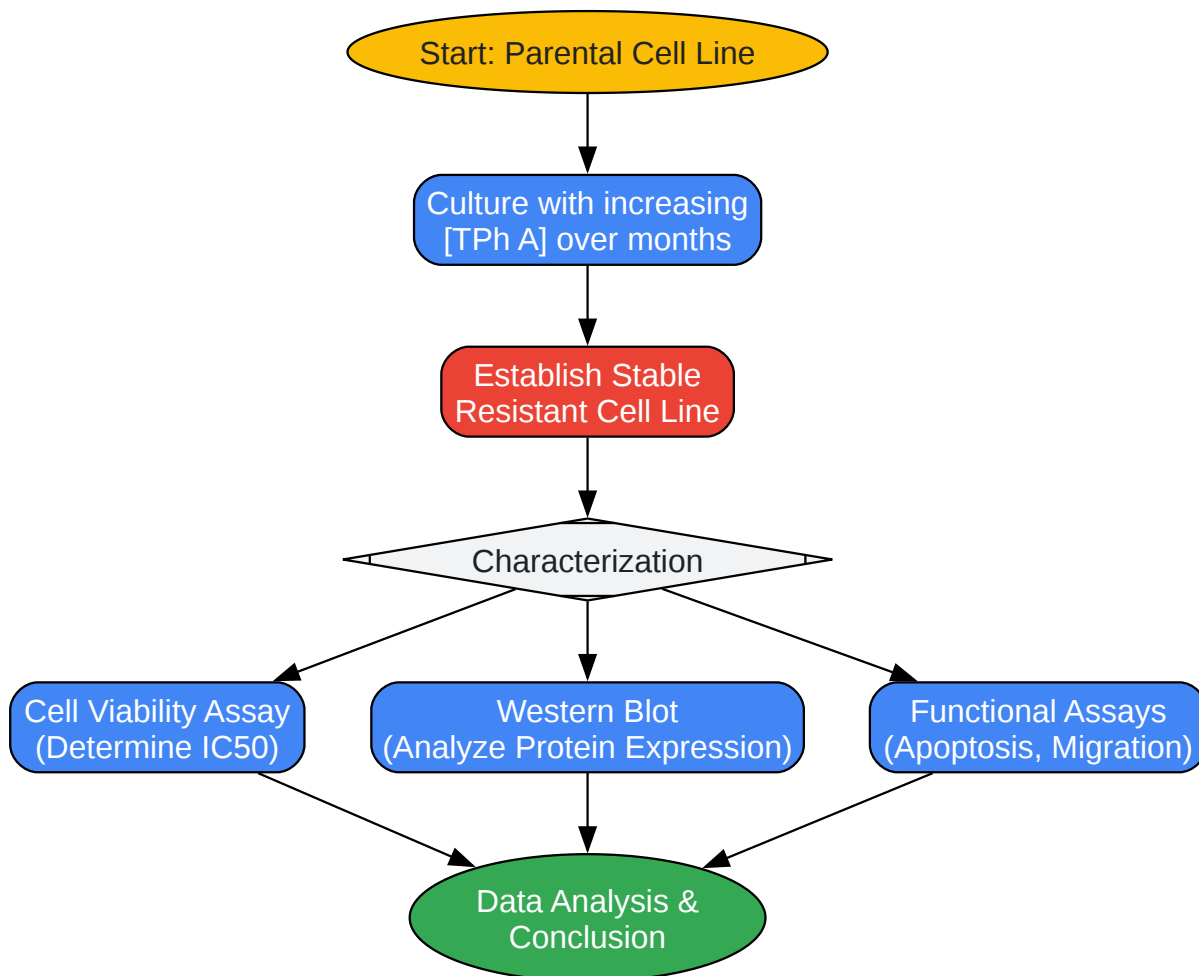 Start: Parental Cell Line
Culture with increasing
[TPh A] over months
Establish Stable
Resistant Cell Line
Characterization
Cell Viability Assay
(Determine IC50)
Western Blot
(Analyze Protein Expression)
Functional Assays
(Apoptosis, Migration)
Data Analysis &
Conclusion